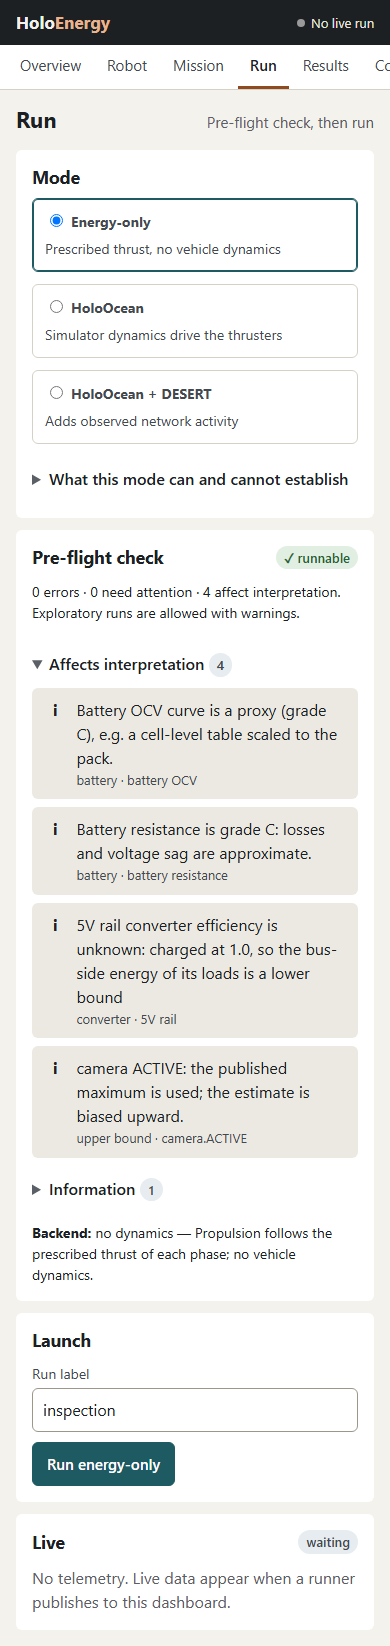 HoloEnergy
No live run
Overview Robot Mission Run Results Co
Run
Pre-flight check, then run
Mode
Energy-only
Prescribed thrust, no vehicle dynamics
HoloOcean
Simulator dynamics drive the thrusters
HoloOcean + DESERT
Adds observed network activity
▶ What this mode can and cannot establish
Pre-flight check
✓ runnable
0 errors · 0 need attention · 4 affect interpretation.
Exploratory runs are allowed with warnings.
▼ Affects interpretation 4
i Battery OCV curve is a proxy (grade
C), e.g. a cell-level table scaled to the
pack.
battery · battery OCV
i Battery resistance is grade C: losses
and voltage sag are approximate.
battery · battery resistance
i 5V rail converter efficiency is
unknown: charged at 1.0, so the bus-
side energy of its loads is a lower
bound
converter · 5V rail
i camera ACTIVE: the published
maximum is used; the estimate is
biased upward.
upper bound · camera.ACTIVE
▶ Information 1
Backend: no dynamics — Propulsion follows the
prescribed thrust of each phase; no vehicle
dynamics.
Launch
Run label
inspection
Run energy-only
Live
waiting
No telemetry. Live data appear when a runner
publishes to this dashboard.